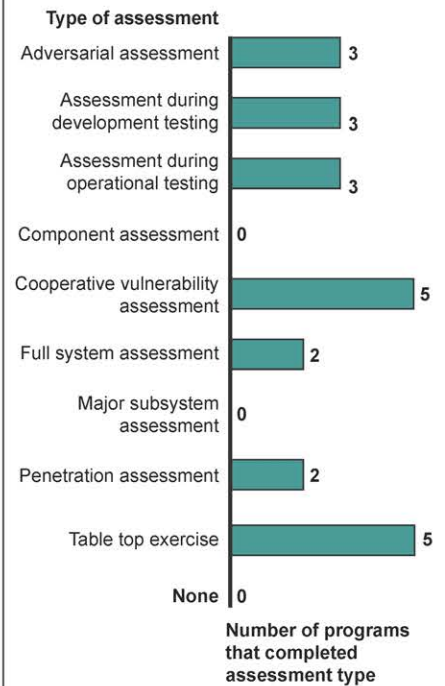 Type of assessment
Adversarial assessment 3
Assessment during
development testing 3
Assessment during
operational testing 3
Component assessment 0
Cooperative vulnerability
assessment 5
Full system assessment 2
Major subsystem
assessment 0
Penetration assessment 2
Table top exercise 5
None 0
Number of programs
that completed
assessment type